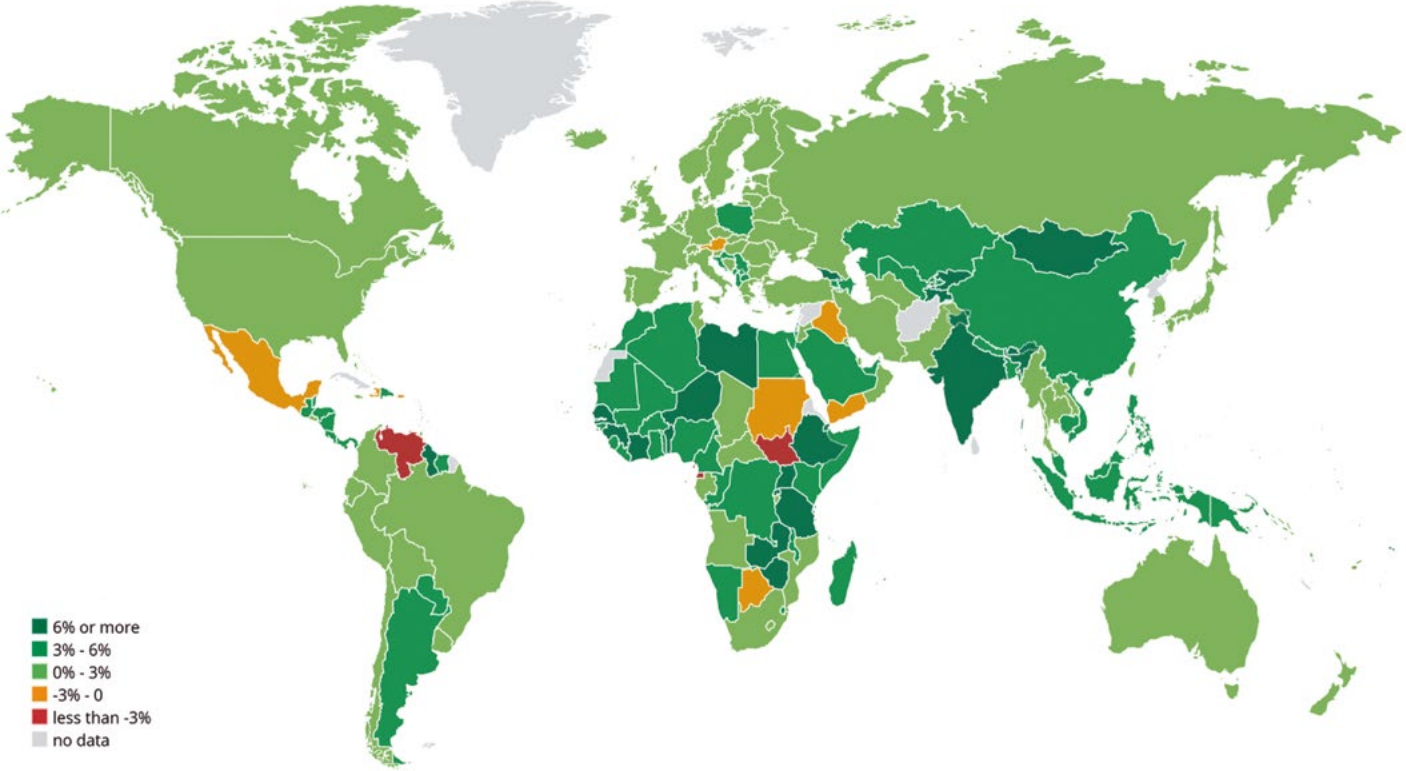 6% or more
3% - 6%
0% - 3%
-3% - 0
less than -3%
no data